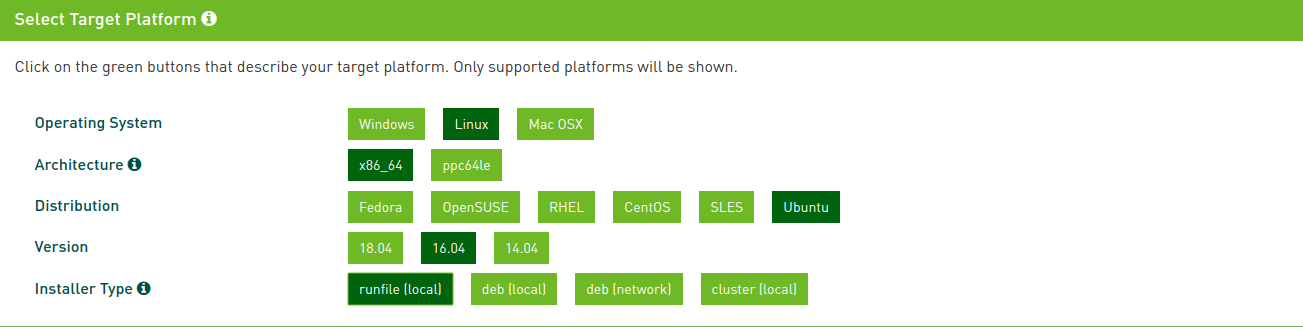 Select Target Platform
Click on the green buttons that describe your target platform. Only supported platforms will be shown.
Operating System Windows Linux Mac OSX
Architecture x86_64 ppc64le
Distribution Fedora OpenSUSE RHEL CentOS SLES Ubuntu
Version 18.04 16.04 14.04
Installer Type runfile (local) deb (local) deb (network) cluster (local)